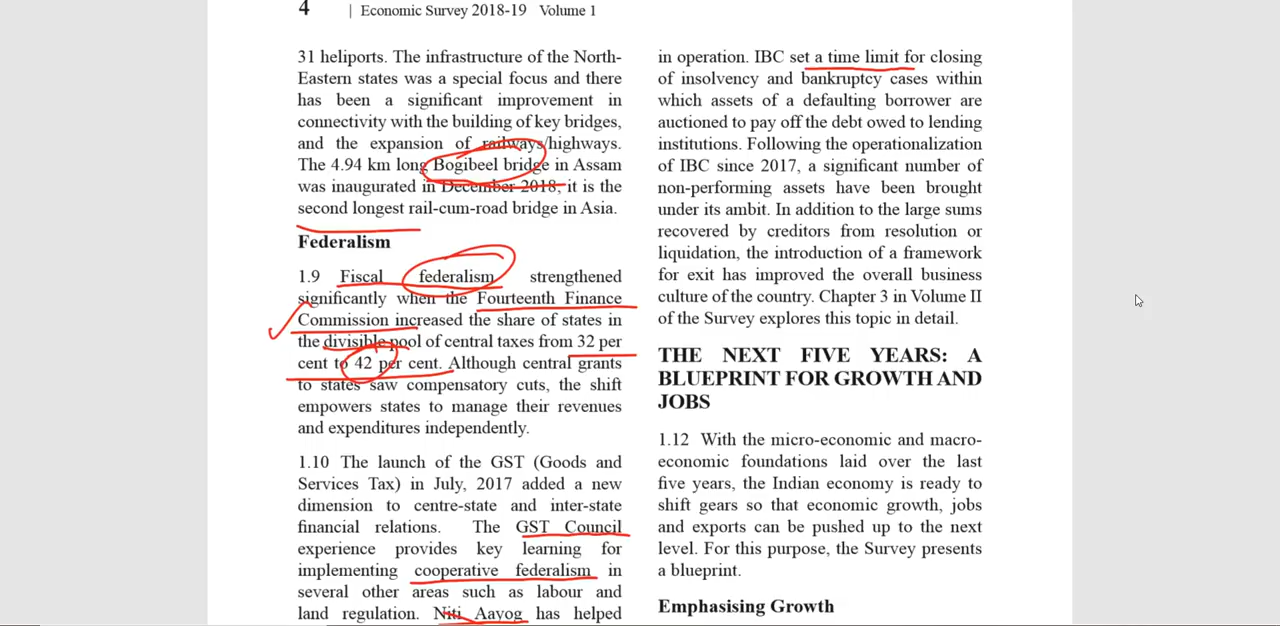 4 | Economic Survey 2018-19 Volume 1
31 heliports. The infrastructure of the North-
Eastern states was a special focus and there
has been a significant improvement in
connectivity with the building of key bridges,
and the expansion of railways/highways.
The 4.94 km long Bogibeel bridge in Assam
was inaugurated in December 2018; it is the
second longest rail-cum-road bridge in Asia.
Federalism
1.9 Fiscal federalism strengthened
significantly when the Fourteenth Finance
Commission increased the share of states in
the divisible pool of central taxes from 32 per
cent to 42 per cent. Although central grants
to states saw compensatory cuts, the shift
empowers states to manage their revenues
and expenditures independently.
1.10 The launch of the GST (Goods and
Services Tax) in July, 2017 added a new
dimension to centre-state and inter-state
financial relations. The GST Council
experience provides key learning for
implementing cooperative federalism in
several other areas such as labour and
land regulation. Niti Aayog has helped
in operation. IBC set a time limit for closing
of insolvency and bankruptcy cases within
which assets of a defaulting borrower are
auctioned to pay off the debt owed to lending
institutions. Following the operationalization
of IBC since 2017, a significant number of
non-performing assets have been brought
under its ambit. In addition to the large sums
recovered by creditors from resolution or
liquidation, the introduction of a framework
for exit has improved the overall business
culture of the country. Chapter 3 in Volume II
of the Survey explores this topic in detail.
THE NEXT FIVE YEARS: A
BLUEPRINT FOR GROWTH AND
JOBS
1.12 With the micro-economic and macro-
economic foundations laid over the last
five years, the Indian economy is ready to
shift gears so that economic growth, jobs
and exports can be pushed up to the next
level. For this purpose, the Survey presents
a blueprint.
Emphasising Growth